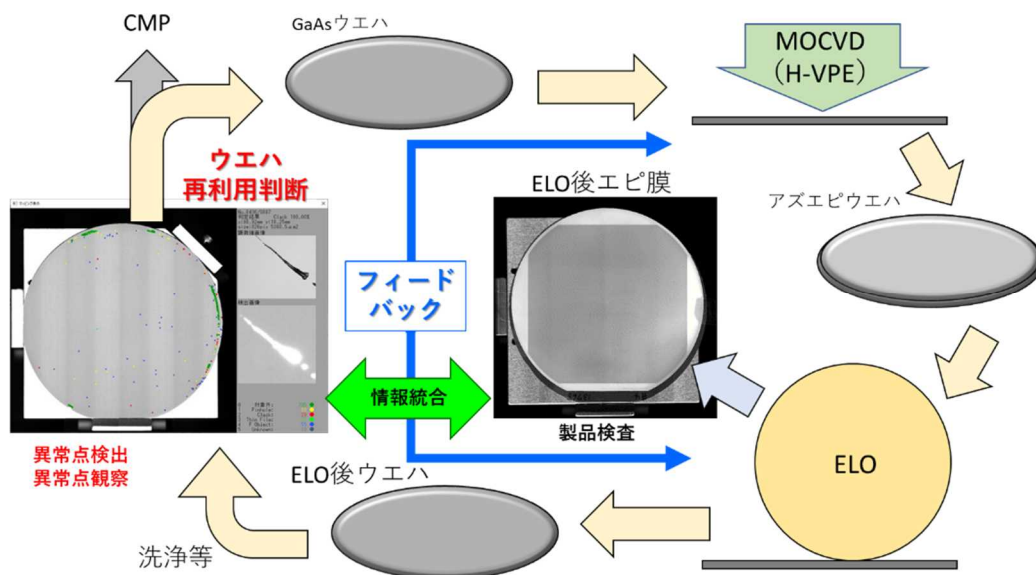 CMP
GaAsウエハ
MOCVD
(H-VPE)
ウエハ
再利用判断
ELO後エピ膜
アズエピウエハ
フィード
バック
情報統合
製品検査
異常点検出
異常点観察
ELO後ウエハ
ELO
洗浄等